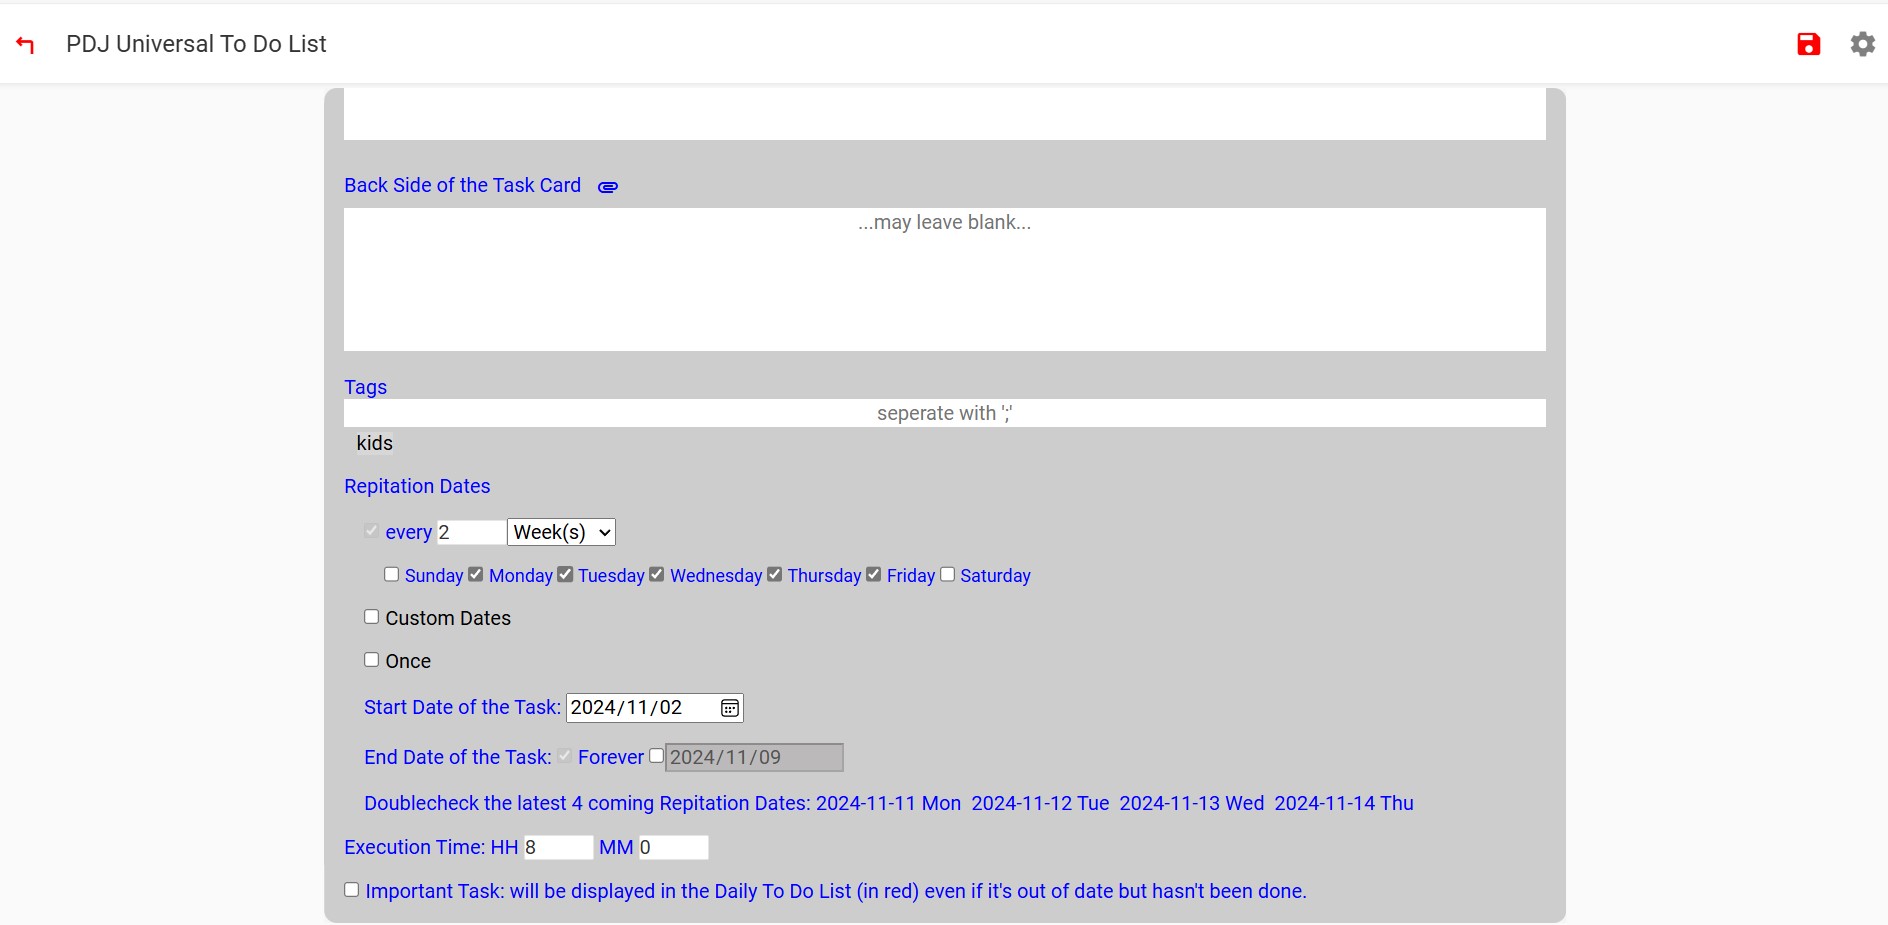 PDJ Universal To Do List
Back Side of the Task Card
...may leave blank...
Tags
seperate with ';'
kids
Repitation Dates
every 2 Week(s)
Sunday Monday Tuesday Wednesday Thursday Friday Saturday
Custom Dates
Once
Start Date of the Task: 2024/11/02
End Date of the Task: Forever 2024/11/09
Doublecheck the latest 4 coming Repitation Dates: 2024-11-11 Mon 2024-11-12 Tue 2024-11-13 Wed 2024-11-14 Thu
Execution Time: HH 8 MM 0
Important Task: will be displayed in the Daily To Do List (in red) even if it's out of date but hasn't been done.